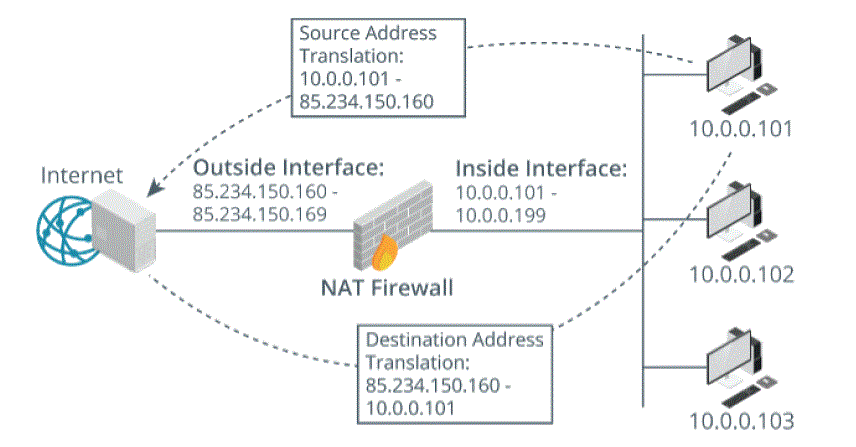 Source Address
Translation:
10.0.0.101 -
85.234.150.160
10.0.0.101
Internet
Outside Interface:
85.234.150.160 -
85.234.150.169
Inside Interface:
10.0.0.101 -
10.0.0.199
NAT Firewall
10.0.0.102
Destination Address
Translation:
85.234.150.160 -
10.0.0.101
10.0.0.103